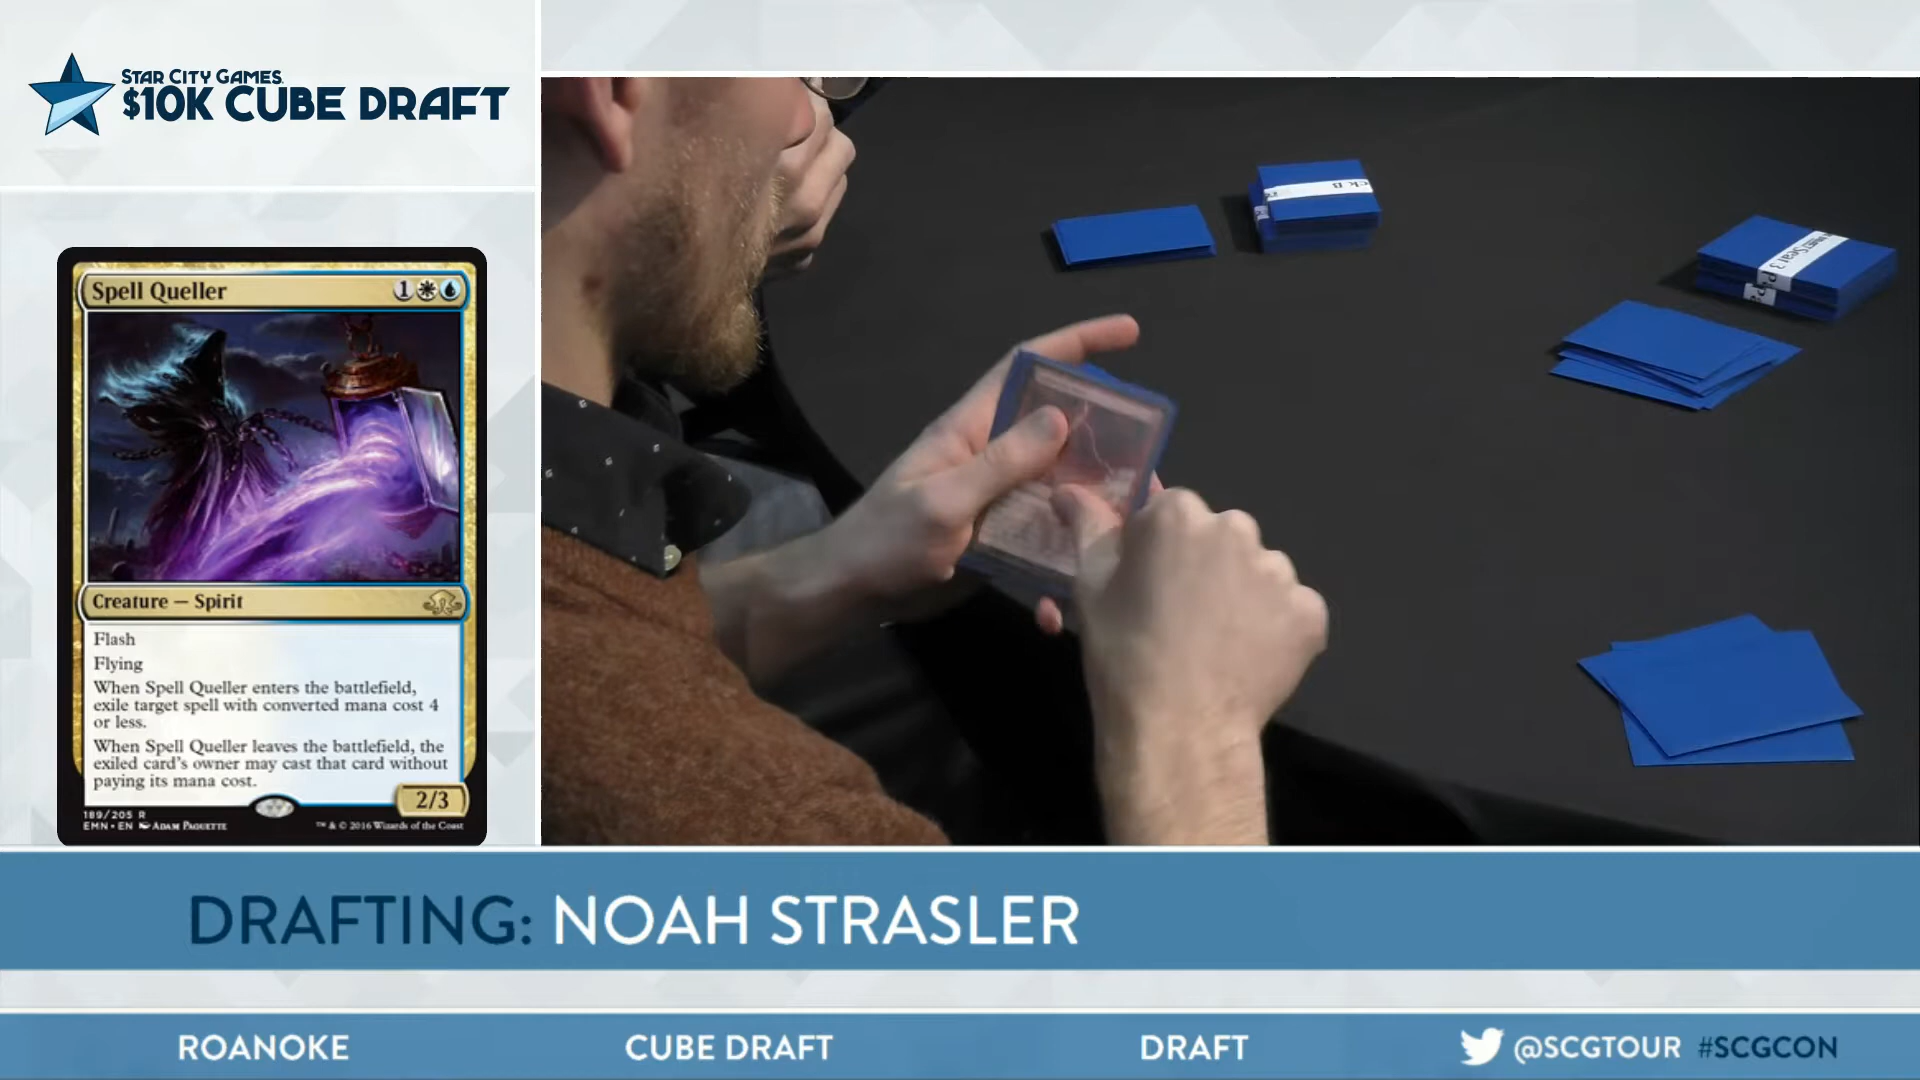 STAR CITY GAMES
$10K CUBE DRAFT
Spell Queller 1
Creature — Spirit
Flash
Flying
When Spell Queller enters the battlefield,
exile target spell with converted mana cost 4
or less.
When Spell Queller leaves the battlefield, the
exiled card's owner may cast that card without
paying its mana cost.
2/3
189/205 R
EMN • EN ADAM PAQUETTE
™ & © 2016 Wizards of the Coast
DRAFTING: NOAH STRASLER
ROANOKE
CUBE DRAFT
DRAFT
@SCGTOUR #SCGCON